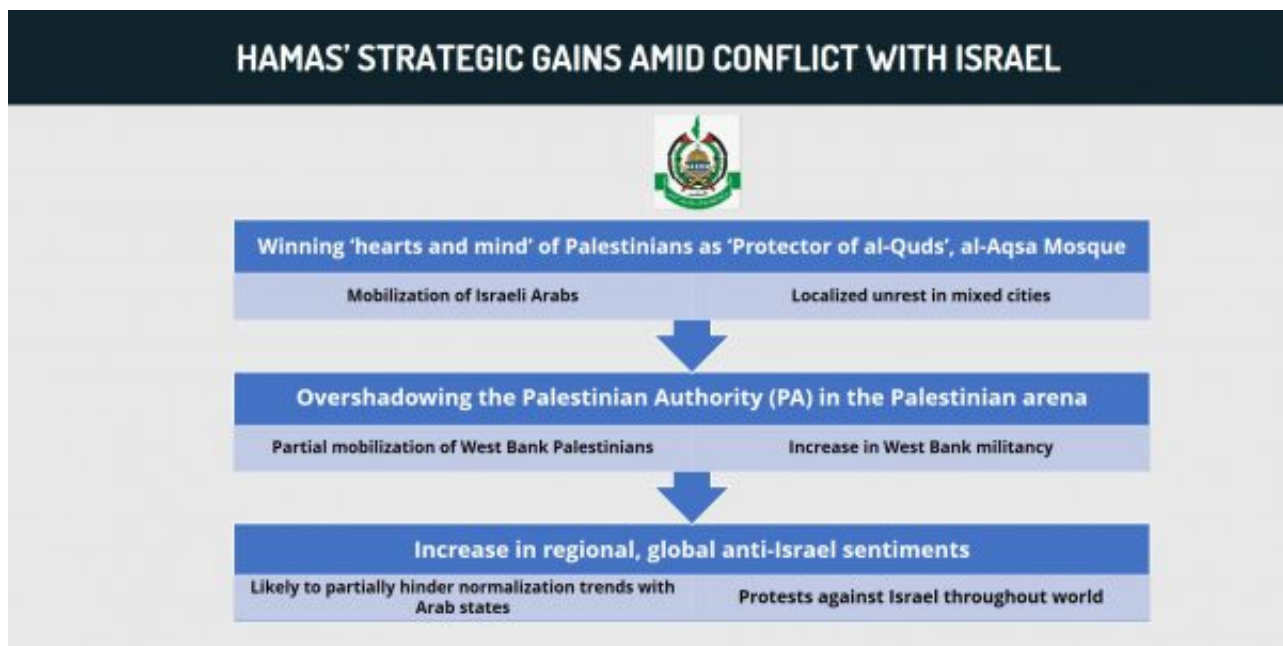 HAMAS' STRATEGIC GAINS AMID CONFLICT WITH ISRAEL
Winning 'hearts and mind' of Palestinians as 'Protector of al-Quds', al-Aqsa Mosque
Mobilization of Israeli Arabs
Localized unrest in mixed cities
Overshadowing the Palestinian Authority (PA) in the Palestinian arena
Partial mobilization of West Bank Palestinians
Increase in West Bank militancy
Increase in regional, global anti-Israel sentiments
Likely to partially hinder normalization trends with
Arab states
Protests against Israel throughout world